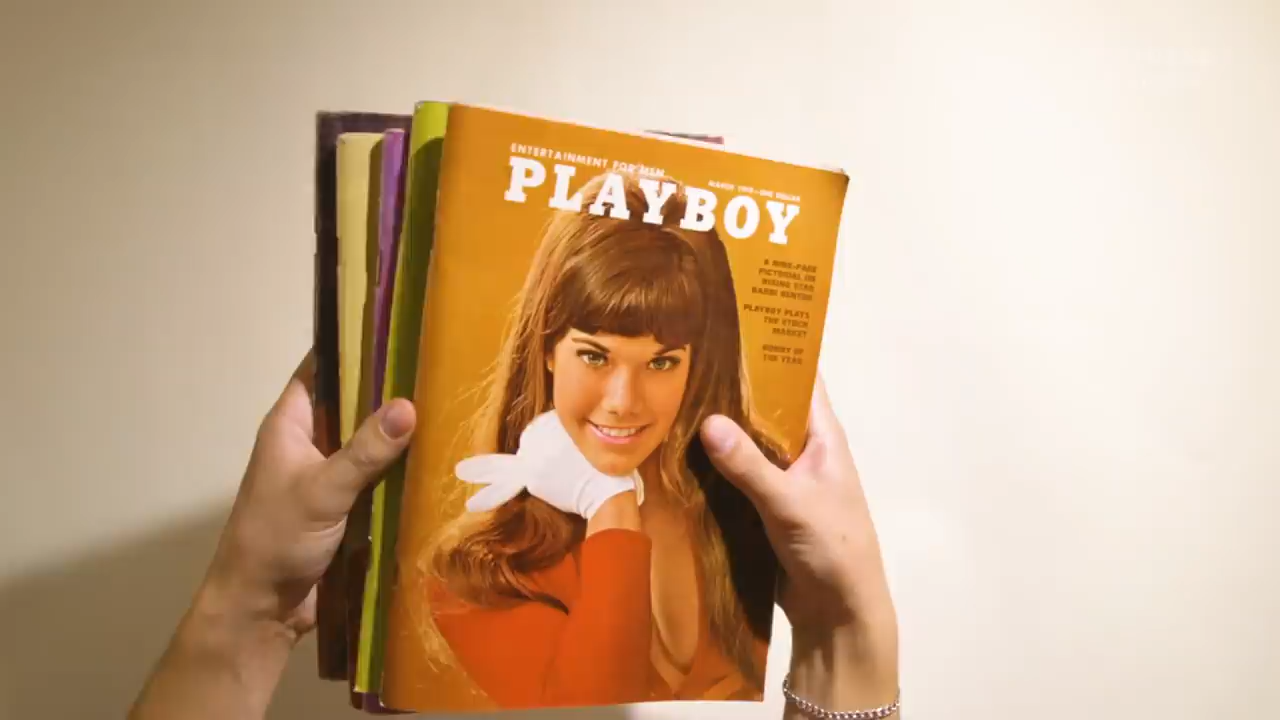 ENTERTAINMENT FOR MEN
MARCH 1970 • ONE DOLLAR
PLAYBOY
A NINE-PAGE
PICTORIAL ON
RISING STAR
BARBI BENTON
PLAYBOY PLAYS
THE STOCK
MARKET
BUNNY OF
THE YEAR